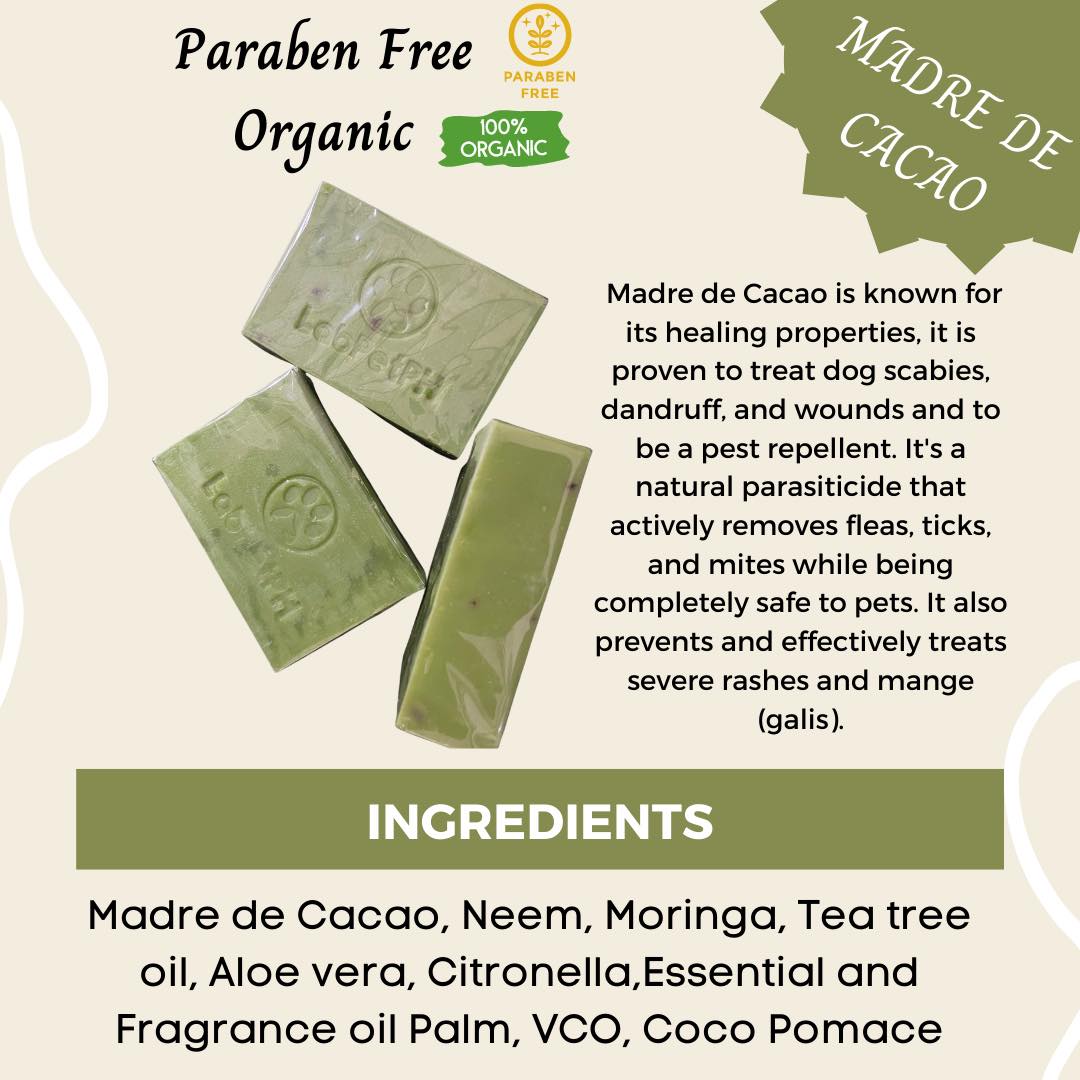 Paraben Free
PARABEN
FREE
Organic
100%
ORGANIC
MADRE DE
CACAO
LabPetPH
Madre de Cacao is known for
its healing properties, it is
proven to treat dog scabies,
dandruff, and wounds and to
be a pest repellent. It's a
natural parasiticide that
actively removes fleas, ticks,
and mites while being
completely safe to pets. It also
prevents and effectively treats
severe rashes and mange
(galis).
INGREDIENTS
Madre de Cacao, Neem, Moringa, Tea tree
oil, Aloe vera, Citronella,Essential and
Fragrance oil Palm, VCO, Coco Pomace